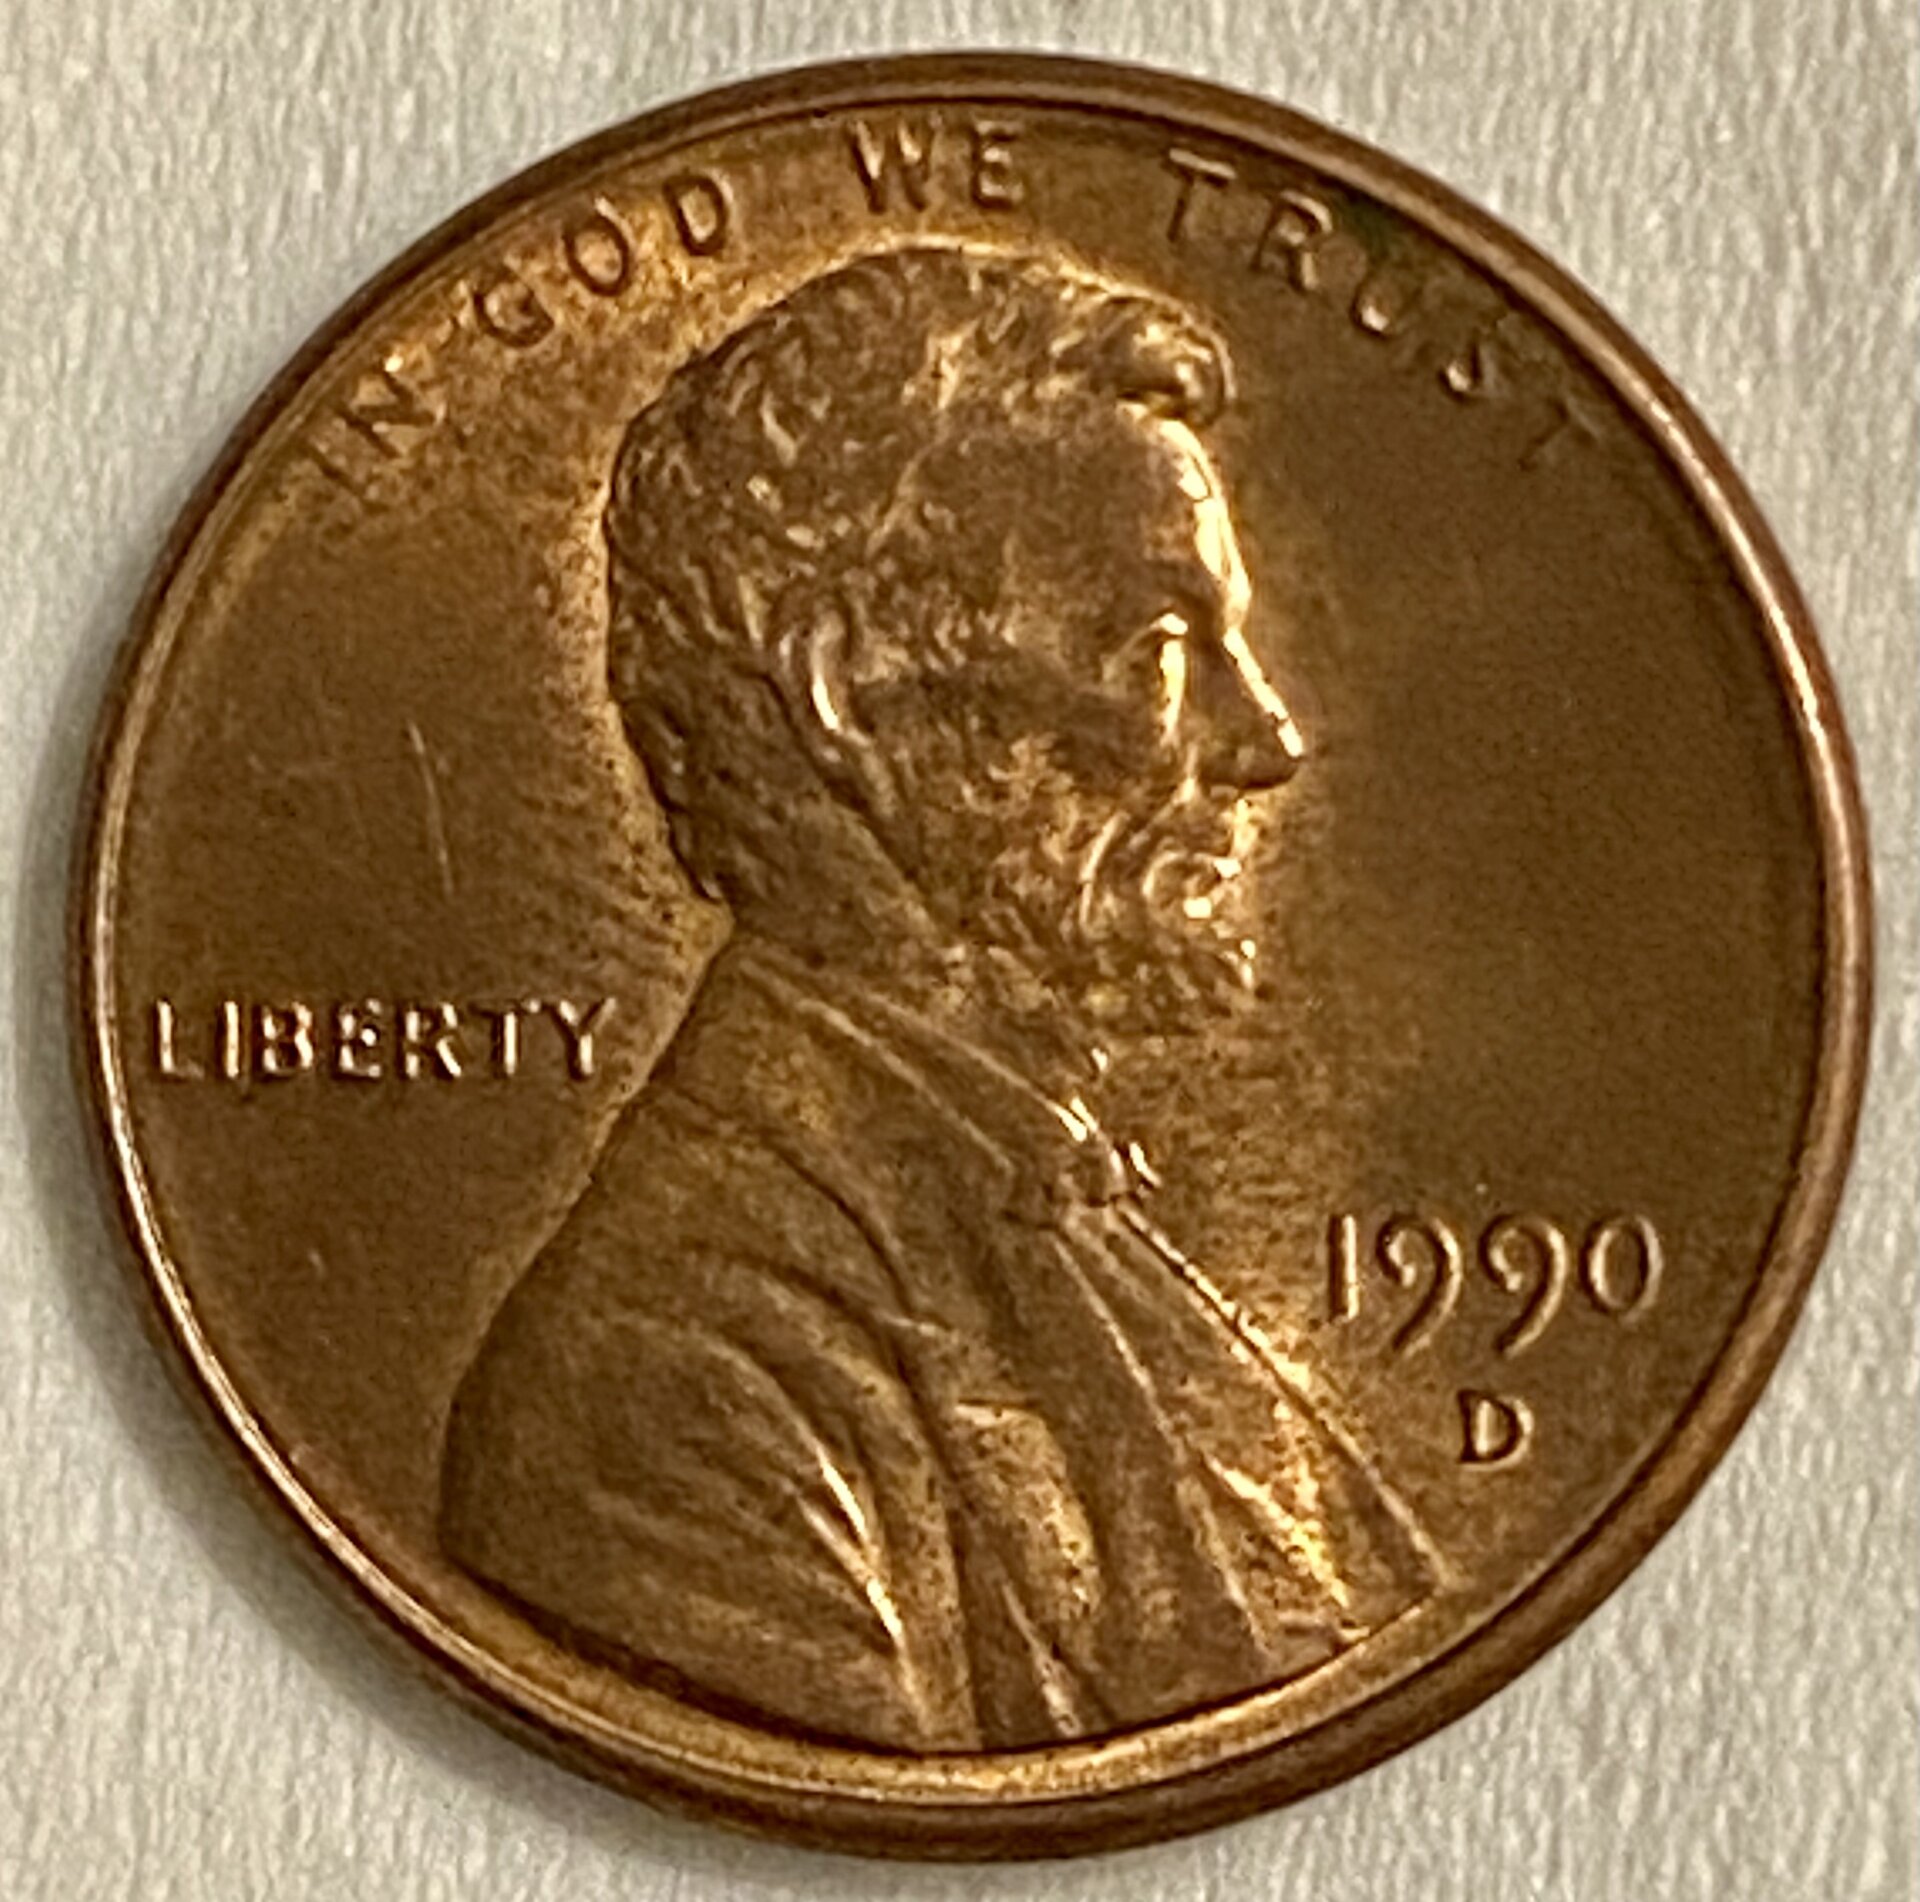 IN GOD WE TRUST
LIBERTY
1990
D